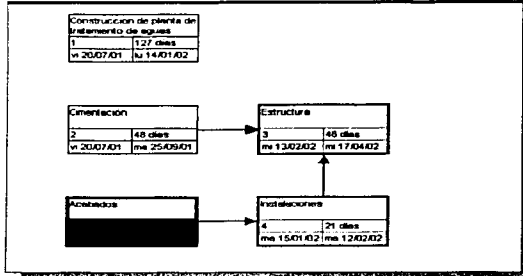 Construccion de planta de
tratamiento de aguas
1 127 dias
vi 20/07/01 lu 14/01/02
Cimentación
2 48 dias
vi 20/07/01 ma 25/09/01
Estructura
3 46 dias
mi 13/02/02 mi 17/04/02
Acabados
Instalaciones
4 21 dias
ma 15/01/02 ma 12/02/02